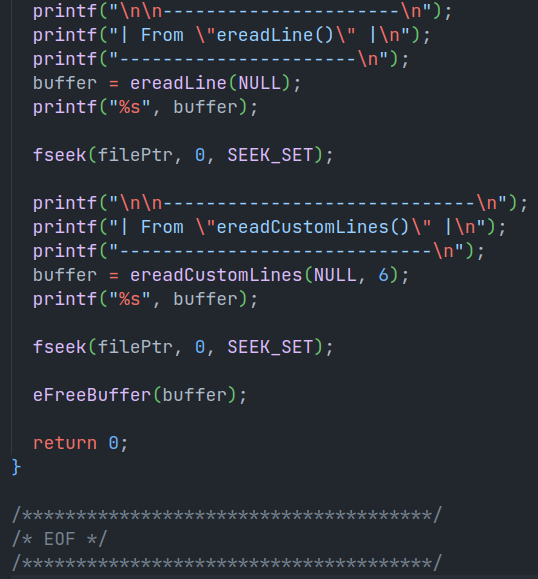 printf("\n\n----------------------\n");
printf("| From \"ereadLine()\" |\n");
printf("----------------------\n");
buffer = ereadLine(NULL);
printf("%s", buffer);
fseek(filePtr, 0, SEEK_SET);
printf("\n\n-----------------------------\n");
printf("| From \"ereadCustomLines()\" |\n");
printf("-----------------------------\n");
buffer = ereadCustomLines(NULL, 6);
printf("%s", buffer);
fseek(filePtr, 0, SEEK_SET);
eFreeBuffer(buffer);
return 0;
}
/**************************************/
/* EOF */
/**************************************/